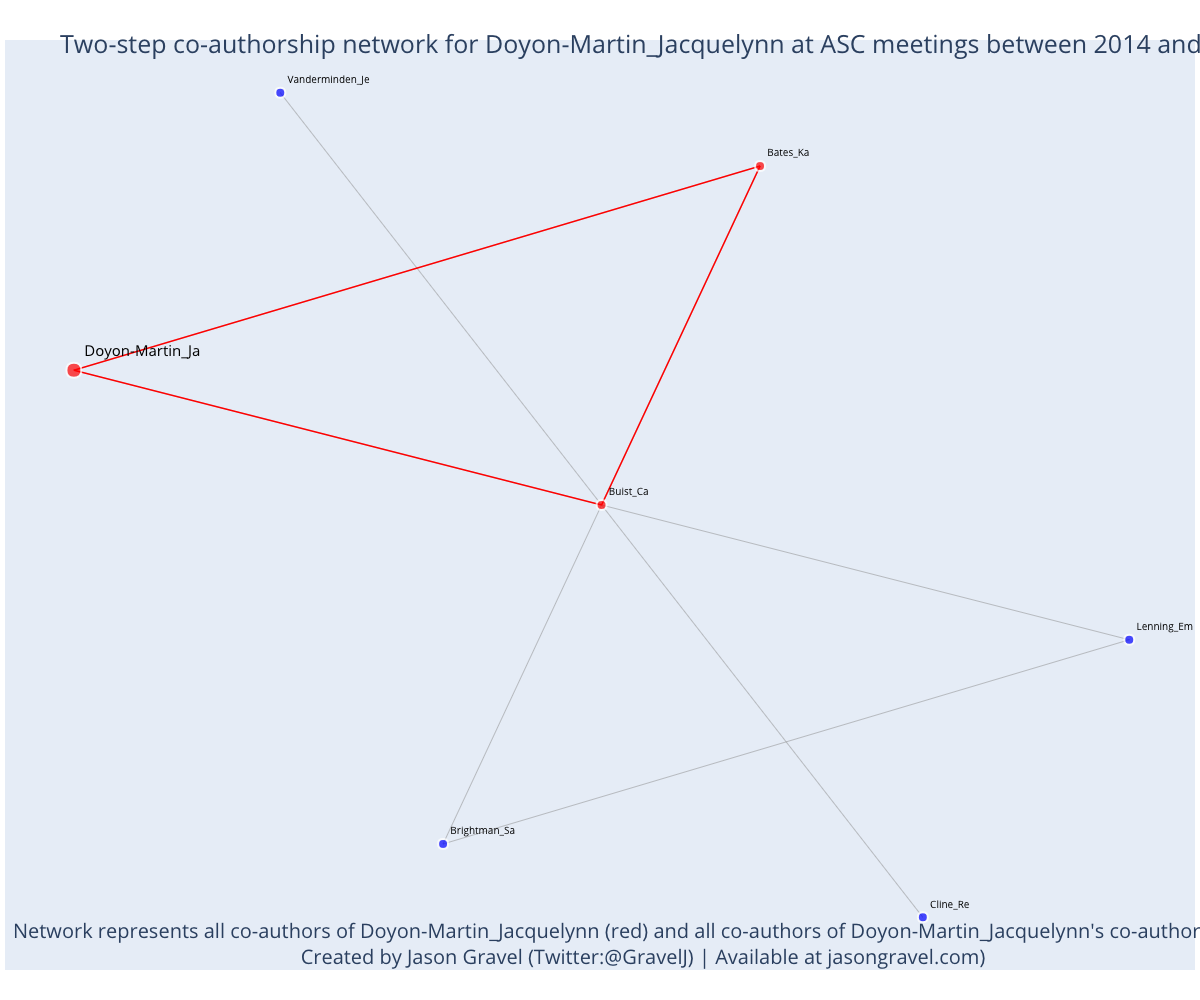 Two-step co-authorship network for Doyon-Martin_Jacquelynn at ASC meetings between 2014 and
Vanderminden_Je
Bates_Ka
Doyon-Martin_Ja
Buist_Ca
Lenning_Em
Brightman_Sa
Cline_Re
Network represents all co-authors of Doyon-Martin_Jacquelynn (red) and all co-authors of Doyon-Martin_Jacquelynn's co-author
Created by Jason Gravel (Twitter:@GravelJ) | Available at jasongravel.com)